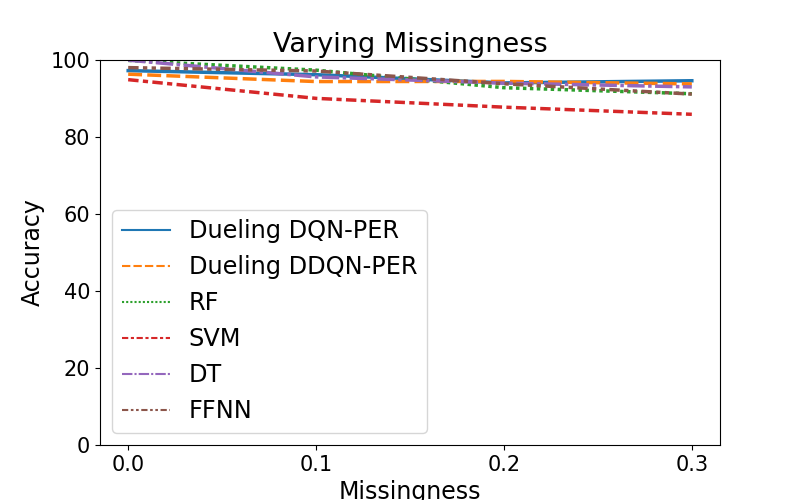 Varying Missingness
Accuracy
100
80
60
40
20
0
Dueling DQN-PER
Dueling DDQN-PER
RF
SVM
DT
FFNN
0.0 0.1 0.2 0.3
Missingness